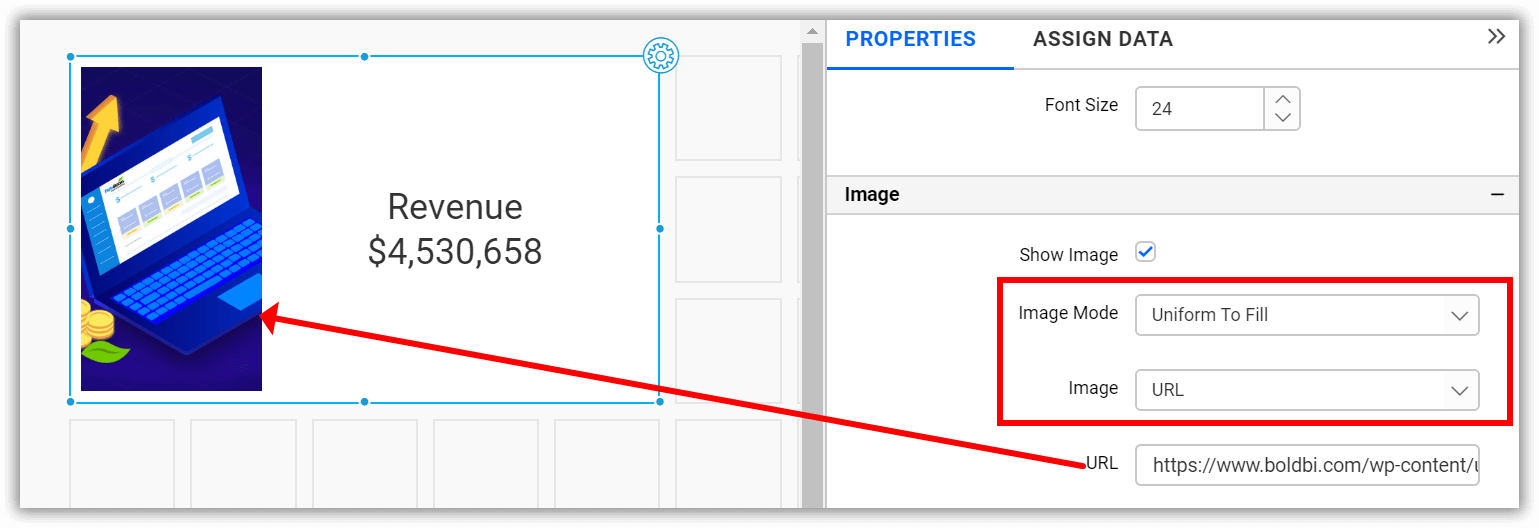 Revenue
$4,530,658
PROPERTIES
ASSIGN DATA
Font Size
24
Image
Show Image
Image Mode
Uniform To Fill
Image
URL
URL
https://www.boldbi.com/wp-content/u